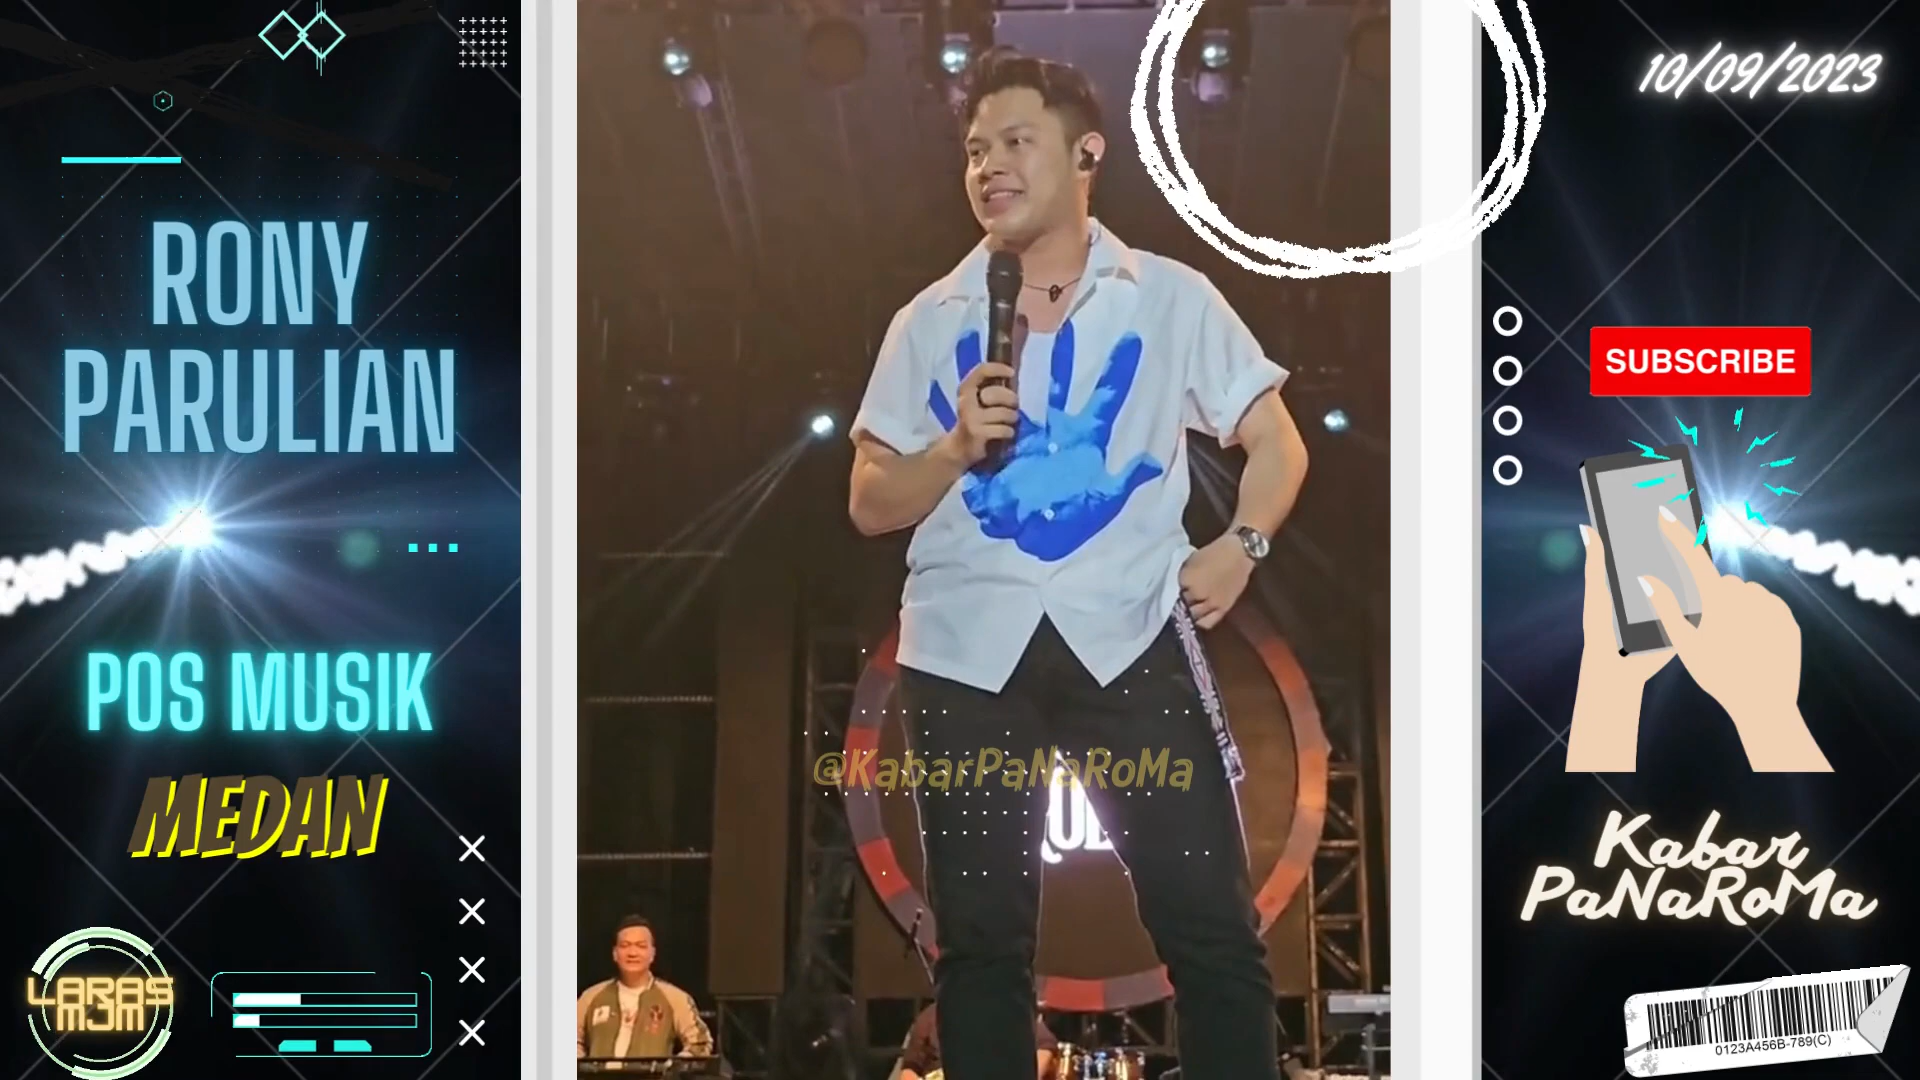 RONY
PARULIAN
POS MUSIK
MEDAN
LARAS
MJM
@KabarPaNaRoMa
10/09/2023
SUBSCRIBE
Kabar
PaNaRoMa
0123A456B-789(C)